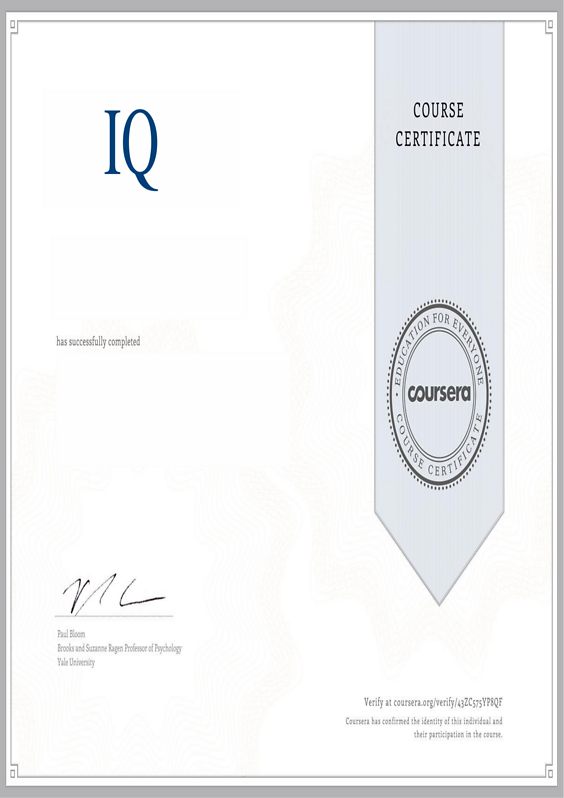 IQ
COURSE
CERTIFICATE
EDUCATION FOR EVERYONE
coursera
COURSE CERTIFICATE
has successfully completed
Paul Bloom
Brooks and Suzanne Ragen Professor of Psychology
Yale University
Verify at coursera.org/verify/43ZC575YP8QF
Coursera has confirmed the identity of this individual and
their participation in the course.